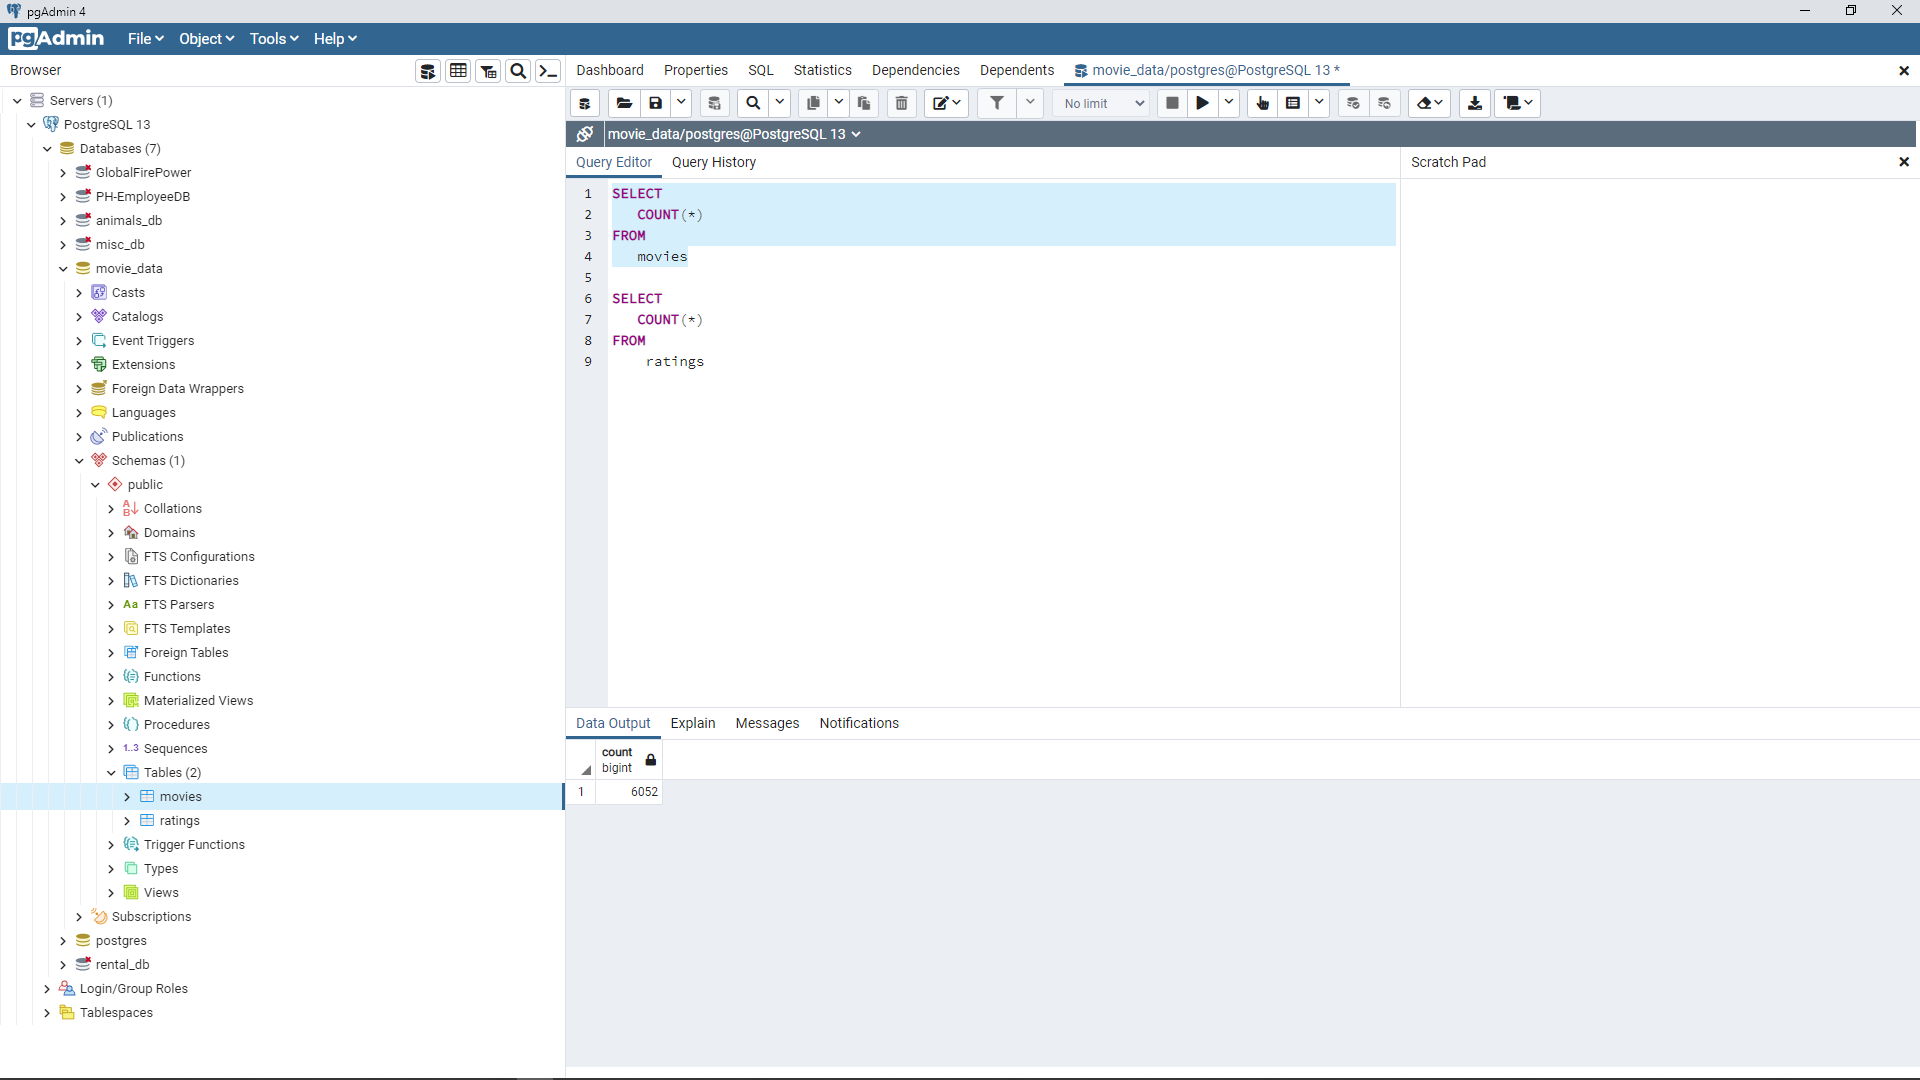 pgAdmin 4
pgAdmin File Object Tools Help
Browser
Dashboard Properties SQL Statistics Dependencies Dependents movie_data/postgres@PostgreSQL 13 *
No limit
movie_data/postgres@PostgreSQL 13
Query Editor Query History
Scratch Pad
Servers (1)
PostgreSQL 13
Databases (7)
GlobalFirePower
PH-EmployeeDB
animals_db
misc_db
movie_data
Casts
Catalogs
Event Triggers
Extensions
Foreign Data Wrappers
Languages
Publications
Schemas (1)
public
Collations
Domains
FTS Configurations
FTS Dictionaries
Aa FTS Parsers
FTS Templates
Foreign Tables
Functions
Materialized Views
Procedures
1..3 Sequences
Tables (2)
movies
ratings
Trigger Functions
Types
Views
Subscriptions
postgres
rental_db
Login/Group Roles
Tablespaces
1 SELECT
2 COUNT(*)
3 FROM
4 movies
5
6 SELECT
7 COUNT(*)
8 FROM
9 ratings
Data Output Explain Messages Notifications
count
bigint
1 6052